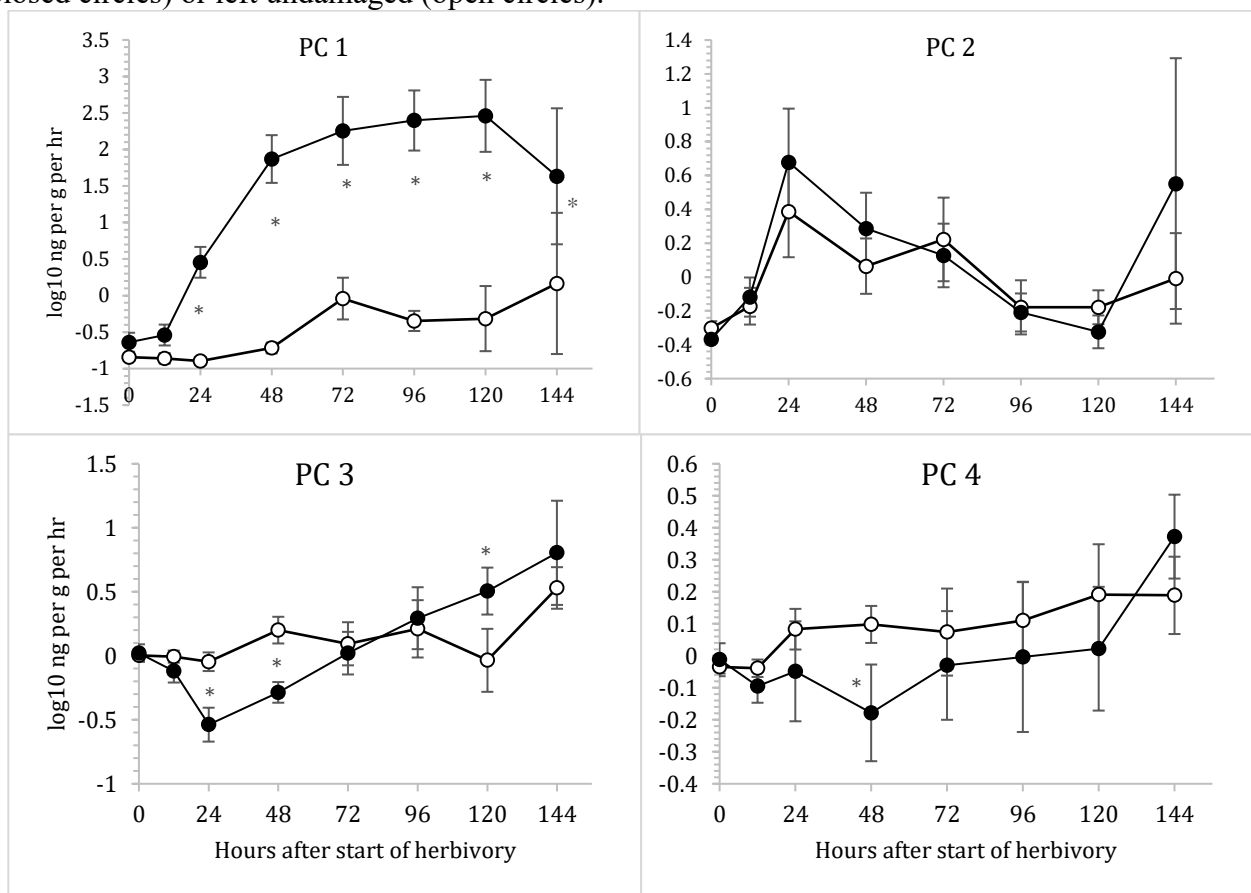 closed circles) or left undamaged (open circles).
PC 1
3.5
3
2.5
2
1.5
1
0.5
0
-0.5
-1
-1.5
log10 ng per g per hr
* * * * * *
0 24 48 72 96 120 144
PC 2
1.4
1.2
1
0.8
0.6
0.4
0.2
0
-0.2
-0.4
-0.6
0 24 48 72 96 120 144
PC 3
1.5
1
0.5
0
-0.5
-1
log10 ng per g per hr
* * *
0 24 48 72 96 120 144
Hours after start of herbivory
PC 4
0.6
0.5
0.4
0.3
0.2
0.1
0
-0.1
-0.2
-0.3
-0.4
*
0 24 48 72 96 120 144
Hours after start of herbivory